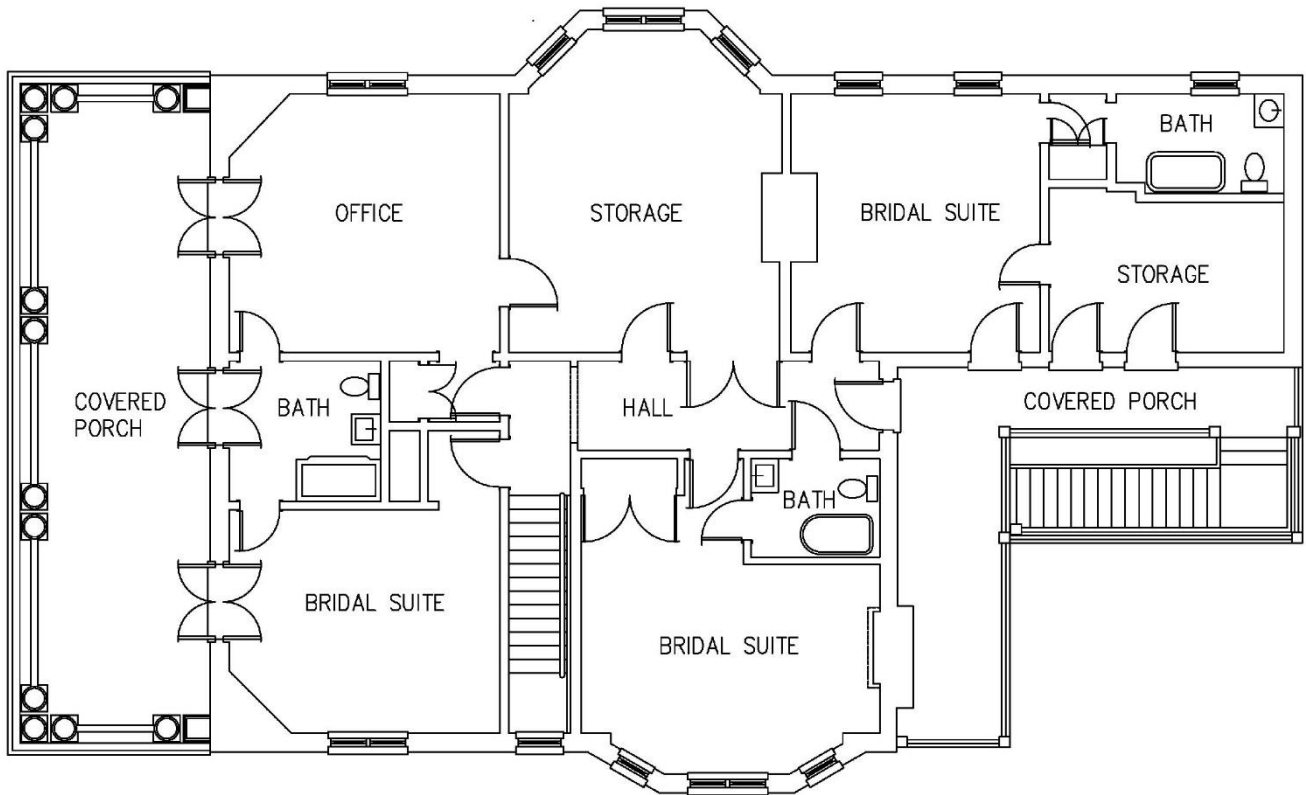 BATH
OFFICE
STORAGE
BRIDAL SUITE
STORAGE
COVERED
PORCH
BATH
HALL
COVERED PORCH
BATH
BRIDAL SUITE
BRIDAL SUITE